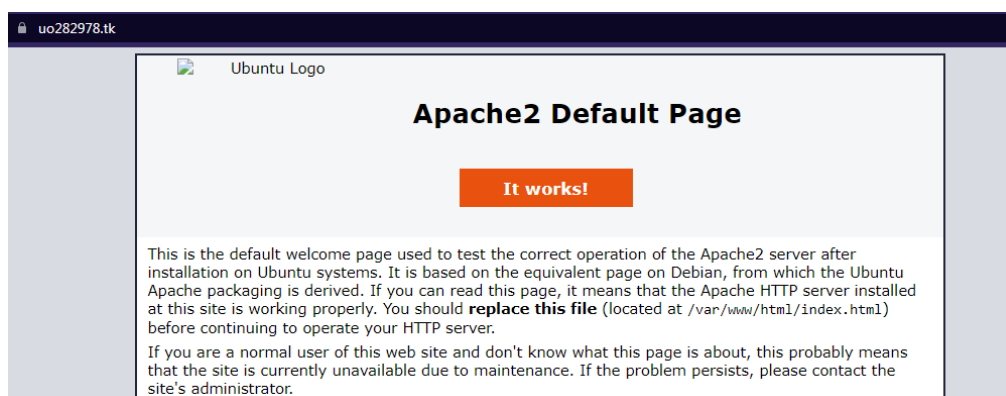 uo282978.tk
Ubuntu Logo
Apache2 Default Page
It works!
This is the default welcome page used to test the correct operation of the Apache2 server after
installation on Ubuntu systems. It is based on the equivalent page on Debian, from which the Ubuntu
Apache packaging is derived. If you can read this page, it means that the Apache HTTP server installed
at this site is working properly. You should replace this file (located at /var/www/html/index.html)
before continuing to operate your HTTP server.
If you are a normal user of this web site and don't know what this page is about, this probably means
that the site is currently unavailable due to maintenance. If the problem persists, please contact the
site's administrator.